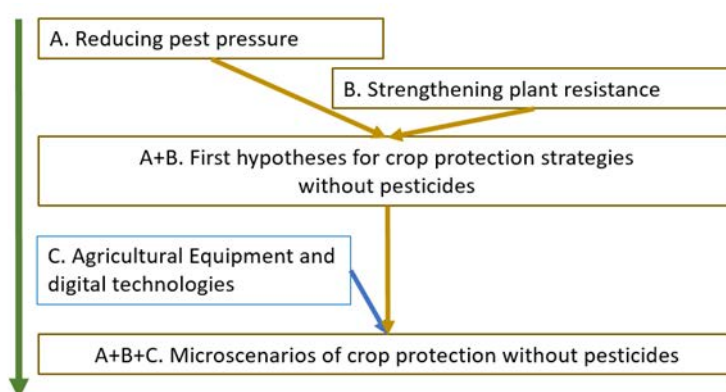 A. Reducing pest pressure
B. Strengthening plant resistance
A+B. First hypotheses for crop protection strategies
without pesticides
C. Agricultural Equipment and
digital technologies
A+B+C. Microscenarios of crop protection without pesticides